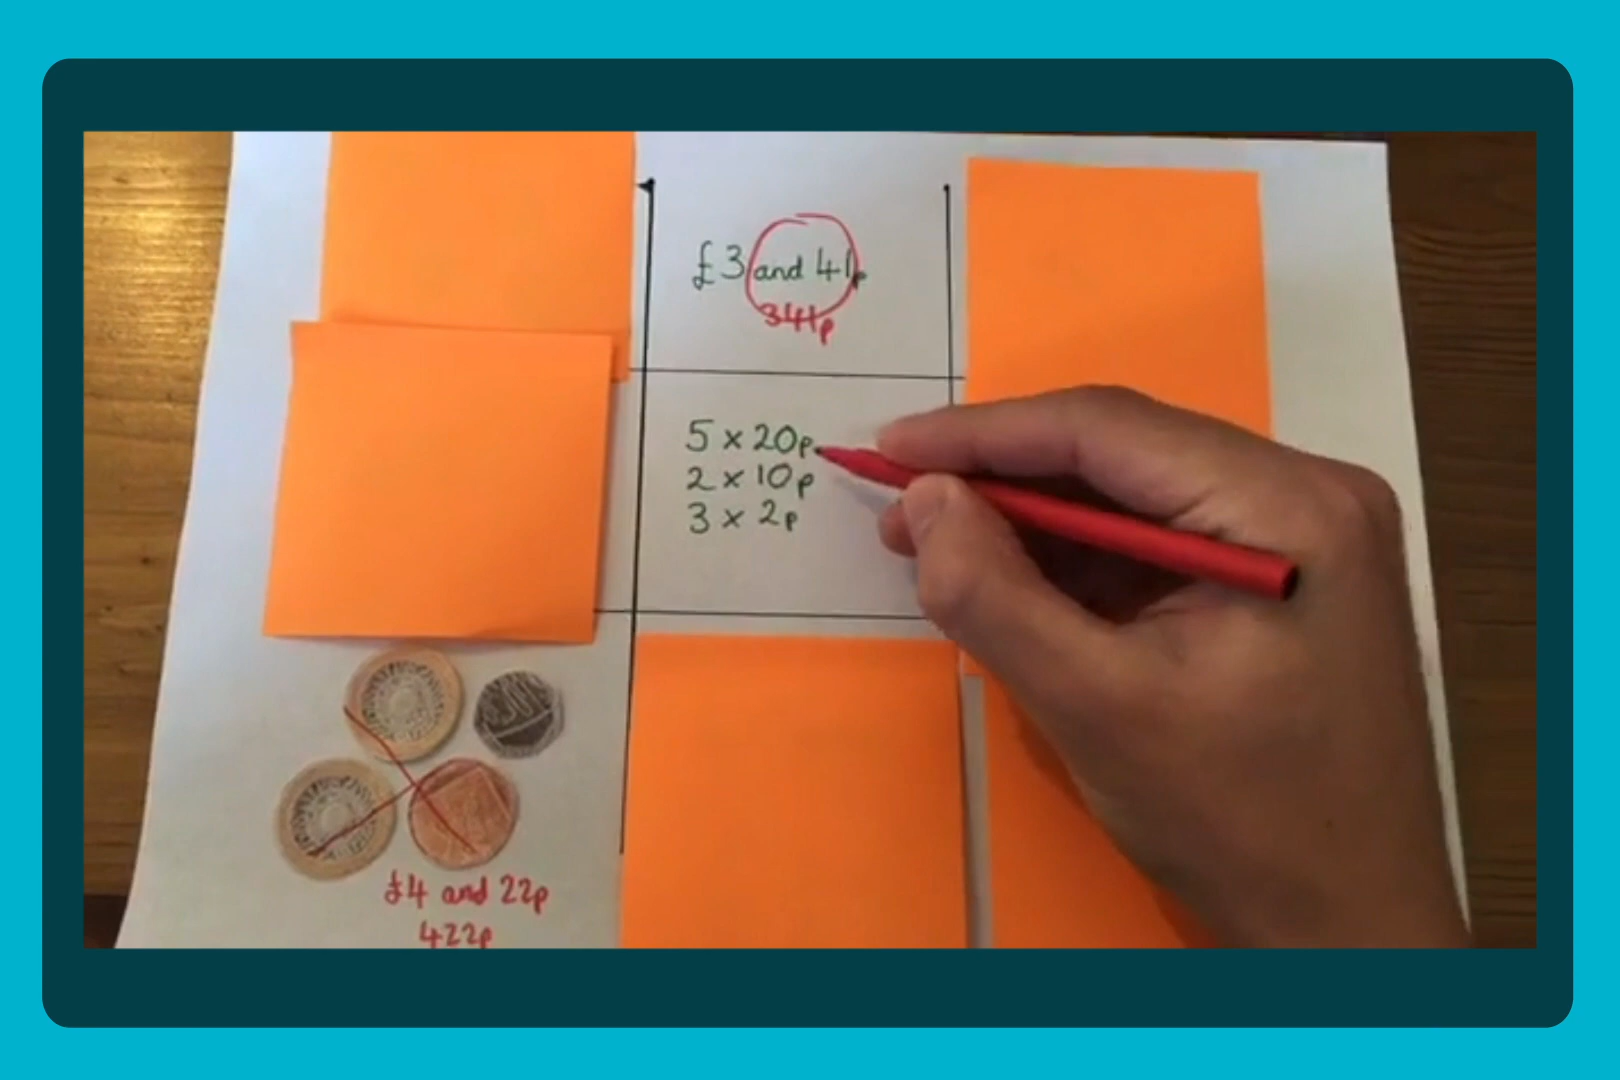 £3 and 41p
341p
5 x 20p
2 x 10p
3 x 2p
£4 and 22p
422p